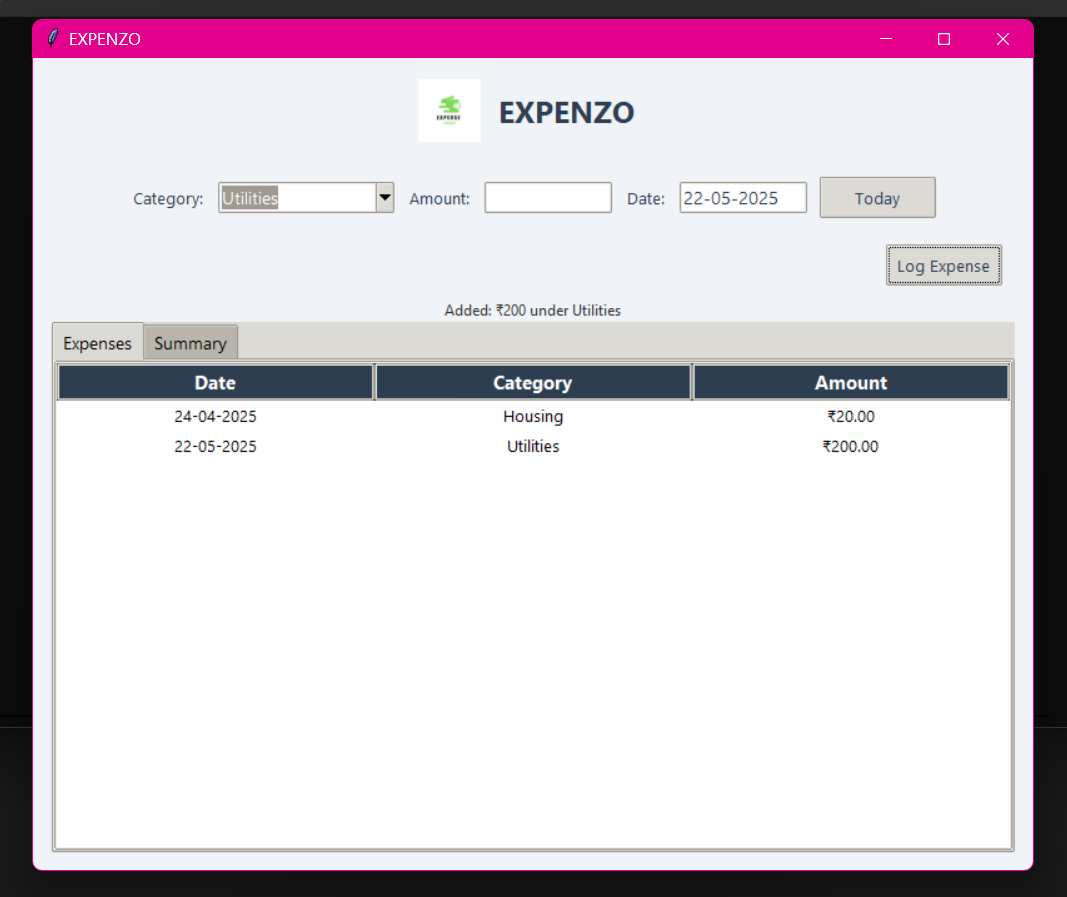 EXPENZO
EXPENSE
EXPENZO
Category: Utilities Amount: Date: 22-05-2025 Today
Log Expense
Added: ₹200 under Utilities
Expenses Summary
Date Category Amount
24-04-2025 Housing ₹20.00
22-05-2025 Utilities ₹200.00